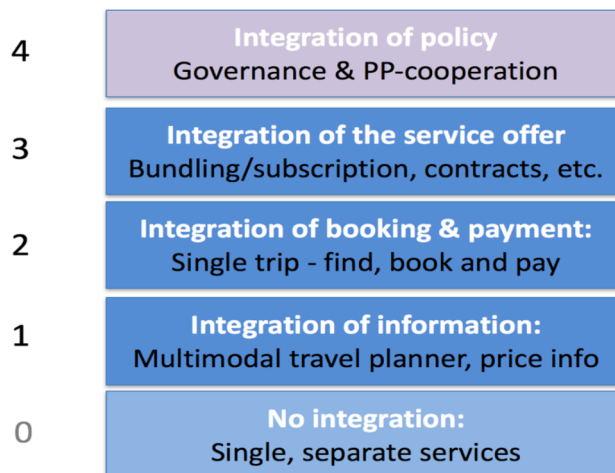 4
Integration of policy
Governance & PP-cooperation
3
Integration of the service offer
Bundling/subscription, contracts, etc.
2
Integration of booking & payment:
Single trip - find, book and pay
1
Integration of information:
Multimodal travel planner, price info
0
No integration:
Single, separate services